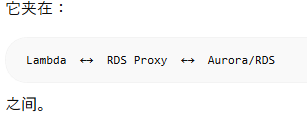 它夹在：
Lambda ↔ RDS Proxy ↔ Aurora/RDS
之间。